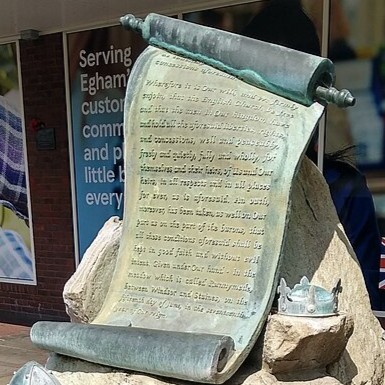 Serving
Egham's
custom
comm
and p
little b
every
concessions aforesaid
Wherefore it is Our will, and we firmly
enjoin, that the English Church be free
and that the men in Our kingdom have
and hold all the aforesaid liberties, rights,
and concessions, well and peaceably,
freely and quietly, fully and wholly, for
themselves and their heirs, of Us and Our
heirs, in all respects and in all places
for ever, as is aforesaid. An oath,
moreover, has been taken, as well on Our
part as on the part of the barons, that
all these conditions aforesaid shall be
kept in good faith and without evil
intent. Given under Our hand - in the
meadow which is called Runnymede,
between Windsor and Staines, on the
fifteenth day of June, in the seventeenth